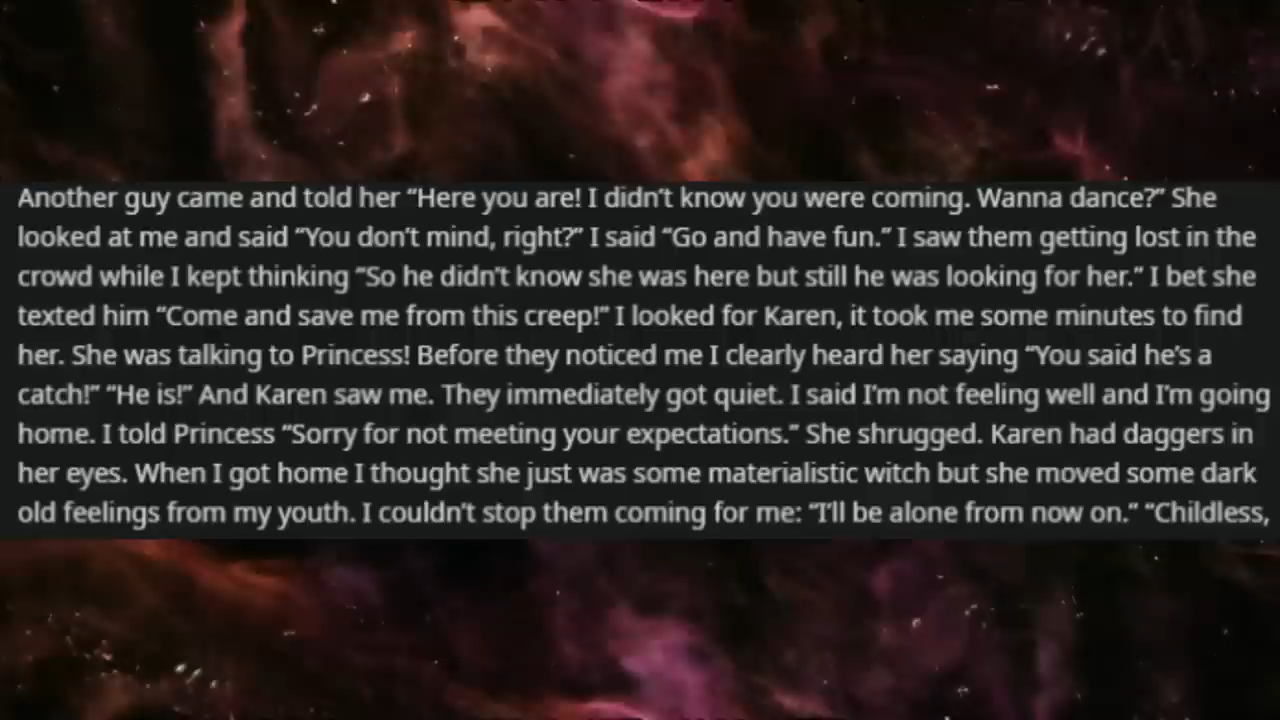 Another guy came and told her “Here you are! I didn’t know you were coming. Wanna dance?” She
looked at me and said “You don’t mind, right?” I said “Go and have fun.” I saw them getting lost in the
crowd while I kept thinking “So he didn’t know she was here but still he was looking for her.” I bet she
texted him “Come and save me from this creep!” I looked for Karen, it took me some minutes to find
her. She was talking to Princess! Before they noticed me I clearly heard her saying “You said he’s a
catch!” “He is!” And Karen saw me. They immediately got quiet. I said I’m not feeling well and I’m going
home. I told Princess “Sorry for not meeting your expectations.” She shrugged. Karen had daggers in
her eyes. When I got home I thought she just was some materialistic witch but she moved some dark
old feelings from my youth. I couldn’t stop them coming for me: “I’ll be alone from now on.” “Childless,